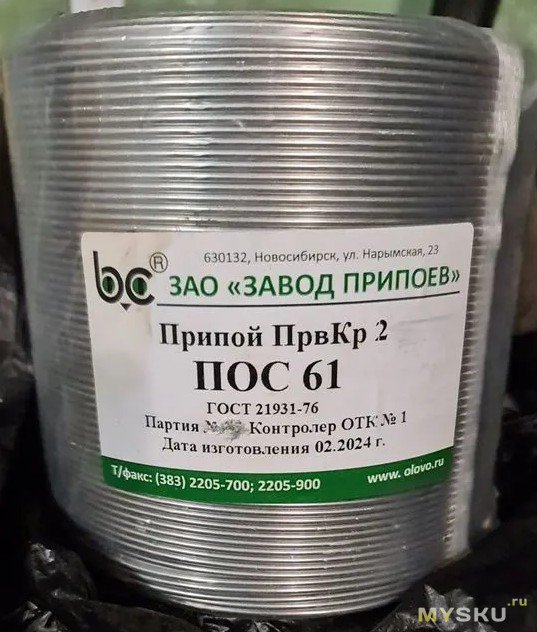 630132, Новосибирск, ул. Нарымская, 23
bc®
ЗАО «ЗАВОД ПРИПОЕВ»
Припой ПрвКр 2
ПОС 61
ГОСТ 21931-76
Партия № Контролер ОТК № 1
Дата изготовления 02.2024 г.
Т/факс: (383) 2205-700; 2205-900
www. olovo.ru
MYSKU.ru